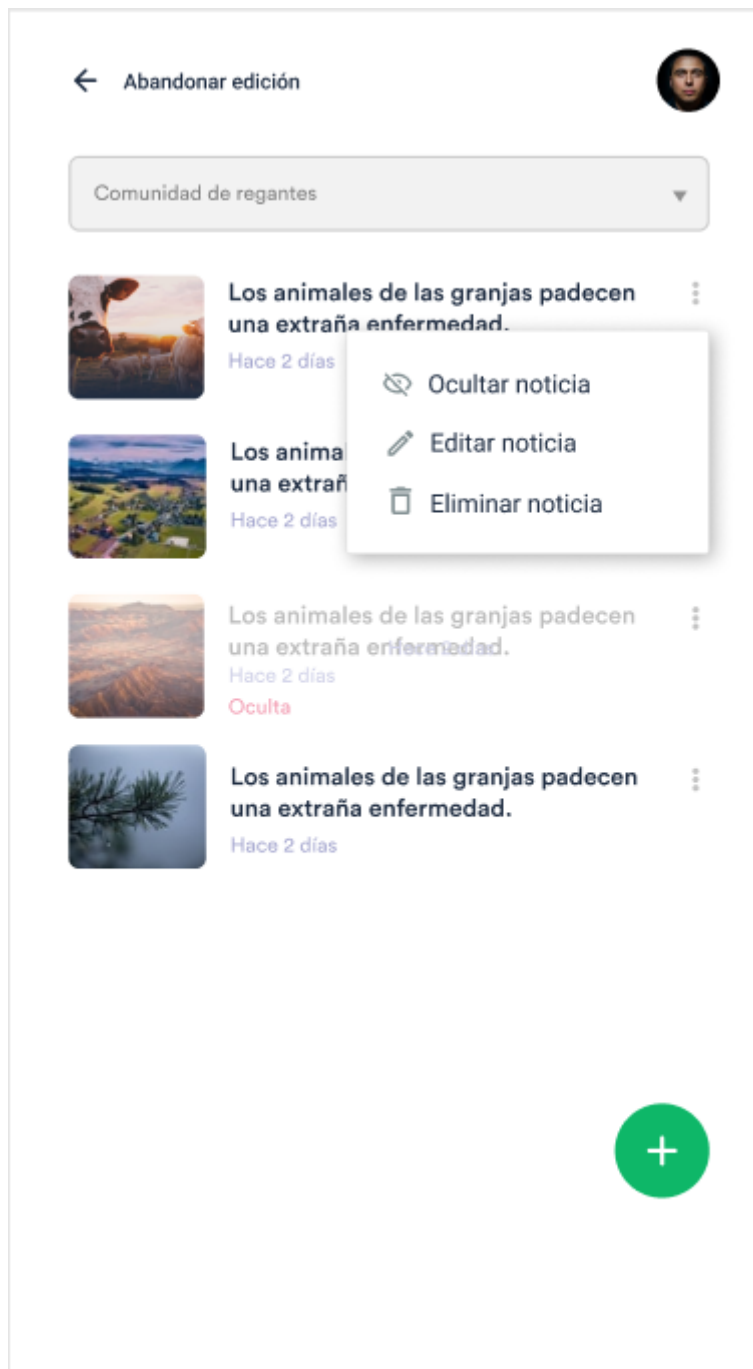 Abandonar edición
Comunidad de regantes
Los animales de las granjas padecen
una extraña enfermedad.
Hace 2 días
Ocultar noticia
Editar noticia
Eliminar noticia
Los anima
una extrañ
Hace 2 días
Los animales de las granjas padecen
una extraña enfermedad.
Hace 2 días
Oculta
Los animales de las granjas padecen
una extraña enfermedad.
Hace 2 días